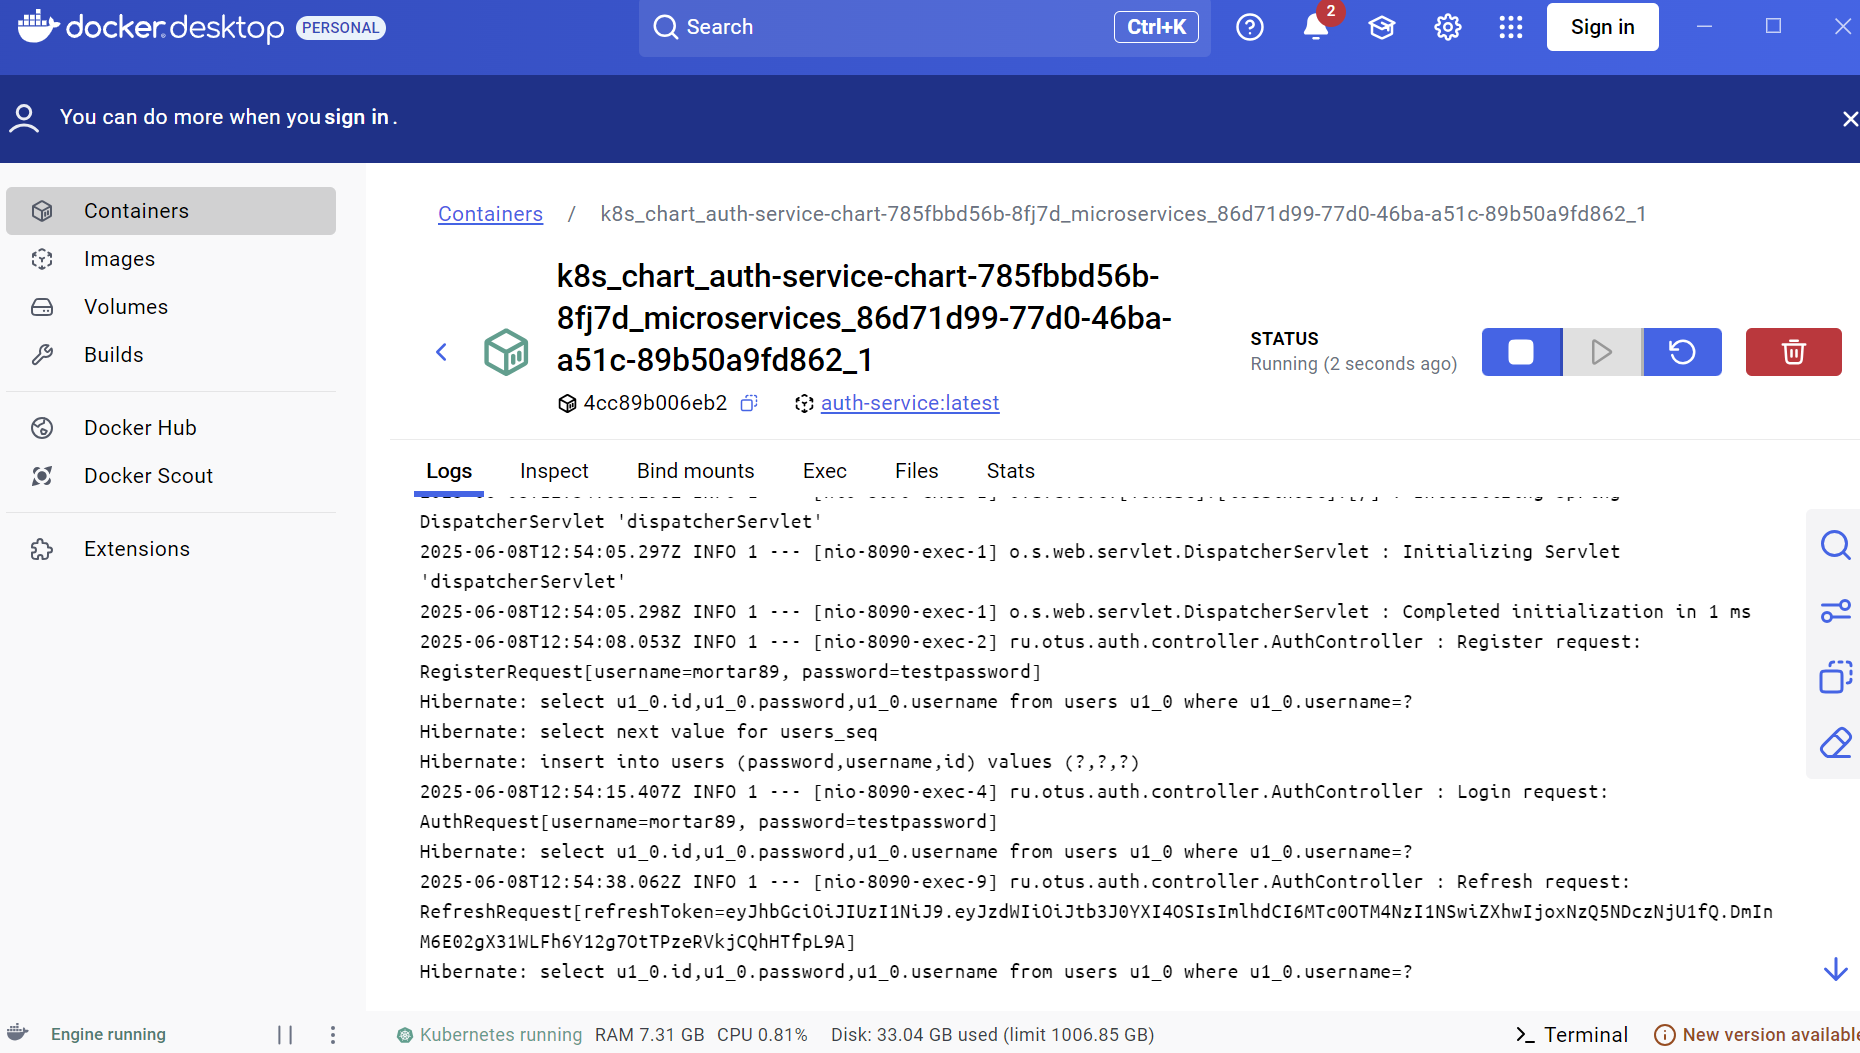 docker desktop PERSONAL
Search Ctrl+K
2
Sign in
You can do more when you sign in.
Containers
Images
Volumes
Builds
Docker Hub
Docker Scout
Extensions
Containers / k8s_chart_auth-service-chart-785fbbd56b-8fj7d_microservices_86d71d99-77d0-46ba-a51c-89b50a9fd862_1
k8s_chart_auth-service-chart-785fbbd56b-
8fj7d_microservices_86d71d99-77d0-46ba-
a51c-89b50a9fd862_1
4cc89b006eb2 auth-service:latest
STATUS
Running (2 seconds ago)
Logs Inspect Bind mounts Exec Files Stats
DispatcherServlet 'dispatcherServlet'
2025-06-08T12:54:05.297Z INFO 1 --- [nio-8090-exec-1] o.s.web.servlet.DispatcherServlet : Initializing Servlet
'dispatcherServlet'
2025-06-08T12:54:05.298Z INFO 1 --- [nio-8090-exec-1] o.s.web.servlet.DispatcherServlet : Completed initialization in 1 ms
2025-06-08T12:54:08.053Z INFO 1 --- [nio-8090-exec-2] ru.otus.auth.controller.AuthController : Register request:
RegisterRequest[username=mortar89, password=testpassword]
Hibernate: select u1_0.id,u1_0.password,u1_0.username from users u1_0 where u1_0.username=?
Hibernate: select next value for users_seq
Hibernate: insert into users (password,username,id) values (?,?,?)
2025-06-08T12:54:15.407Z INFO 1 --- [nio-8090-exec-4] ru.otus.auth.controller.AuthController : Login request:
AuthRequest[username=mortar89, password=testpassword]
Hibernate: select u1_0.id,u1_0.password,u1_0.username from users u1_0 where u1_0.username=?
2025-06-08T12:54:38.062Z INFO 1 --- [nio-8090-exec-9] ru.otus.auth.controller.AuthController : Refresh request:
RefreshRequest[refreshToken=eyJhbGciOiJIUzI1NiJ9.eyJzdWIiOiJtb3J0YXI4OSIsImlhdCI6MTc0OTM4NzI1NSwiZXhwIjoxNzQ5NDczNjU1fQ.DmIn
M6E02gX31WLFh6Y12g7OtTPzeRVkjCQhHTfpL9A]
Hibernate: select u1_0.id,u1_0.password,u1_0.username from users u1_0 where u1_0.username=?
Engine running
Kubernetes running RAM 7.31 GB CPU 0.81% Disk: 33.04 GB used (limit 1006.85 GB)
>_ Terminal
New version available